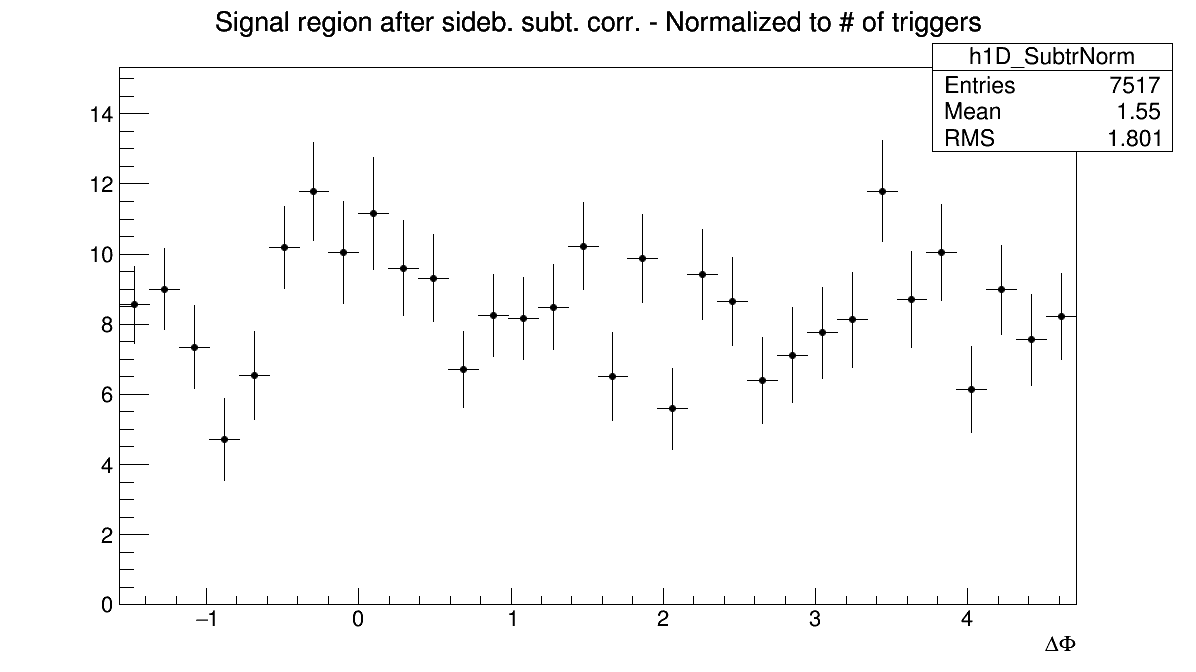 Signal region after sideb. subt. corr. - Normalized to # of triggers
h1D_SubtrNorm
Entries 7517
Mean 1.55
RMS 1.801
14
12
10
8
6
4
2
0
−1 0 1 2 3 4
ΔΦ